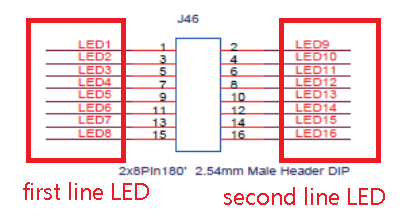 J46
LED1 1 2 LED9
LED2 3 4 LED10
LED3 5 6 LED11
LED4 7 8 LED12
LED5 9 10 LED13
LED6 11 12 LED14
LED7 13 14 LED15
LED8 15 16 LED16
2x8Pin180' 2.54mm Male Header DIP
first line LED second line LED